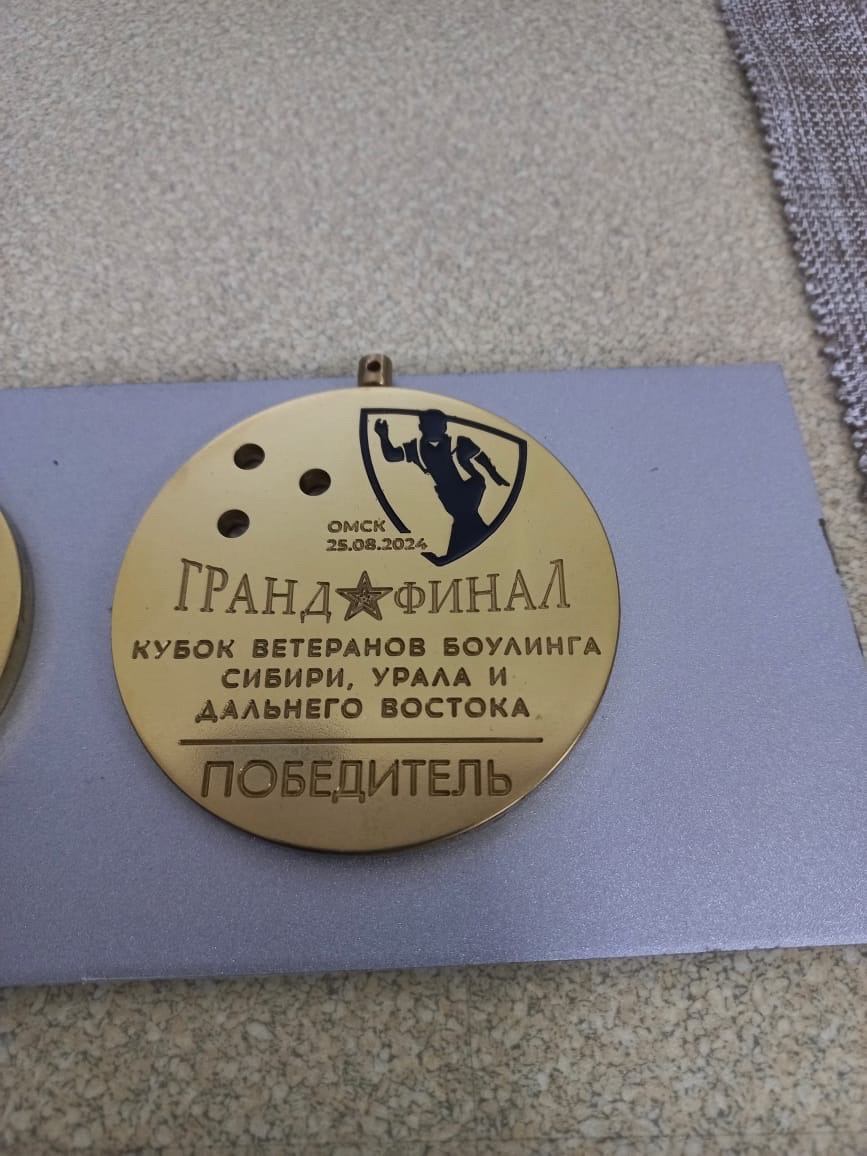 ОМСК
25.08.2024
ГРАНД ФИНАЛ
КУБОК ВЕТЕРАНОВ БОУЛИНГА
СИБИРИ, УРАЛА И
ДАЛЬНЕГО ВОСТОКА
ПОБЕДИТЕЛЬ